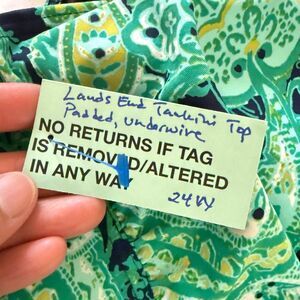 Lands End Tankini Top
Padded, underwire
NO RETURNS IF TAG
IS REMOVED/ALTERED
IN ANY WAY
24W